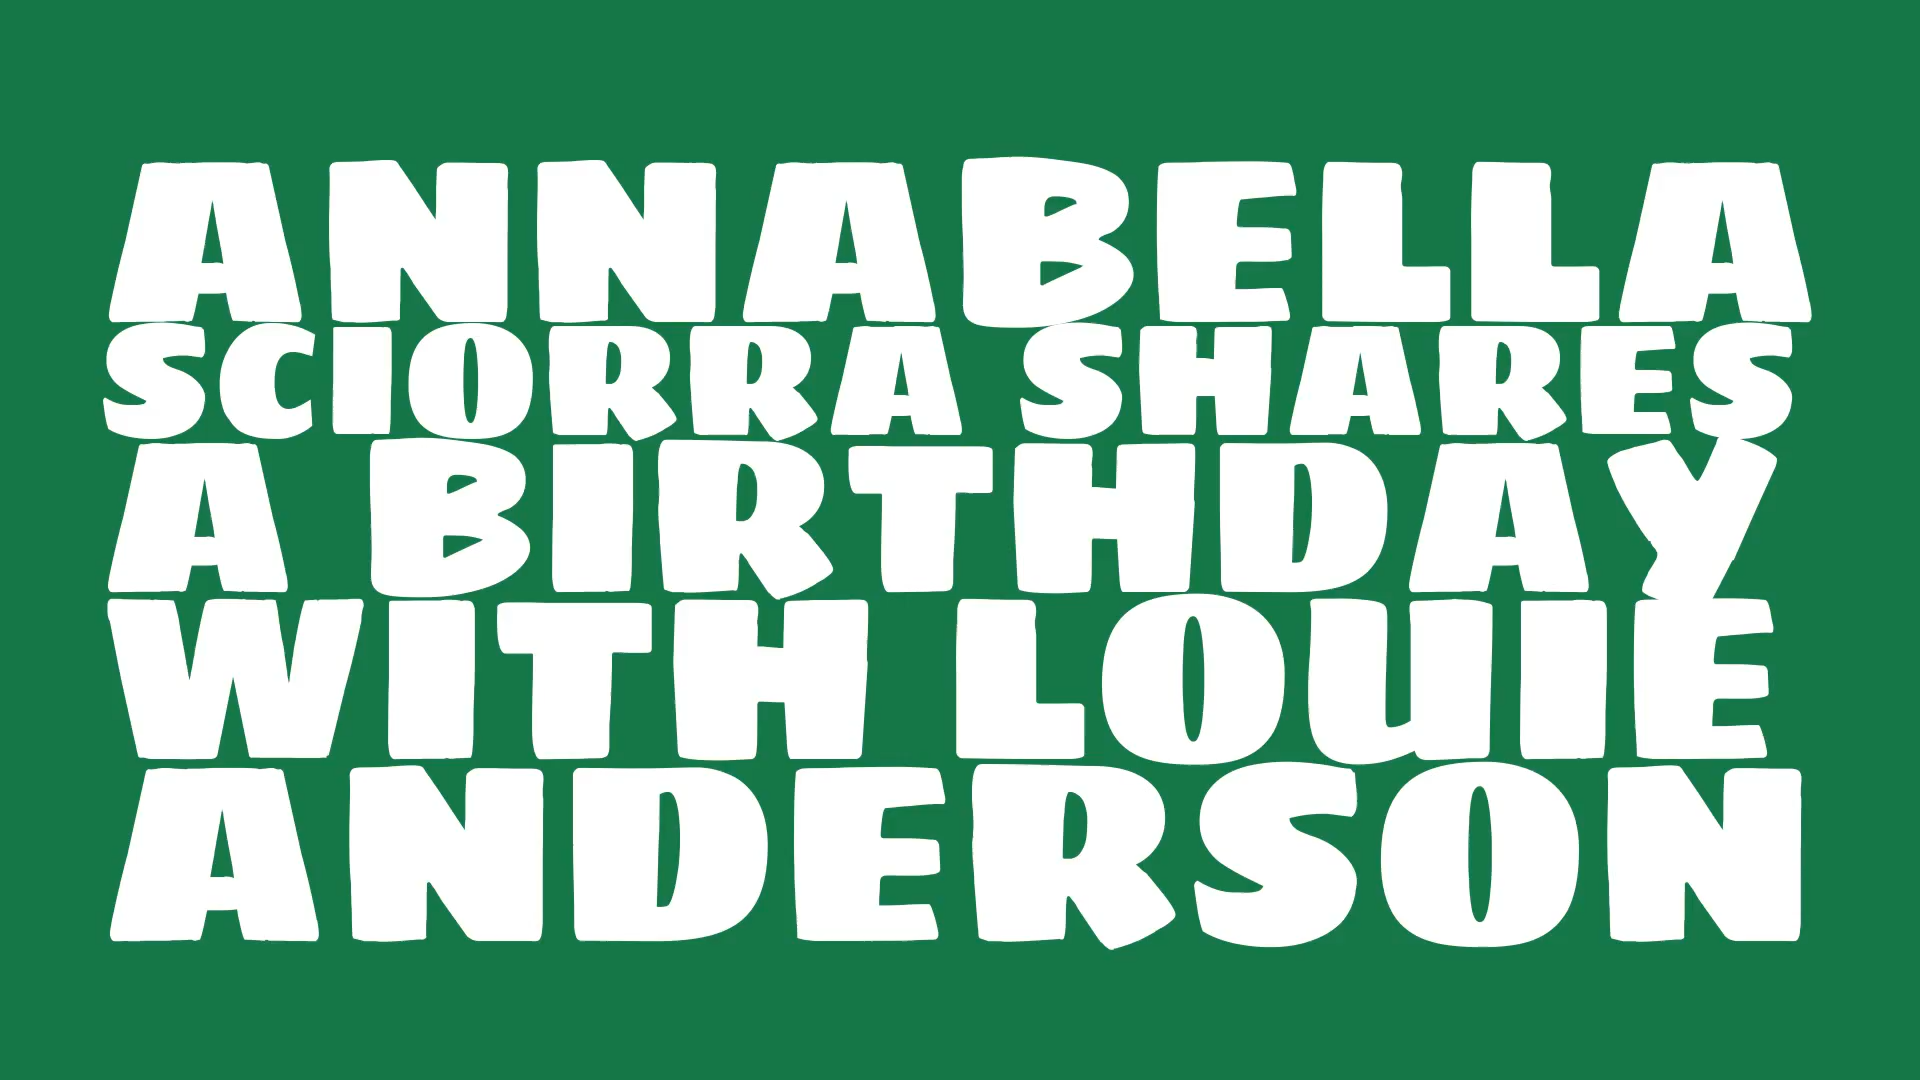 ANNABELLA
SCIORRA SHARES
A BIRTHDAY
WITH LOUIE
ANDERSON